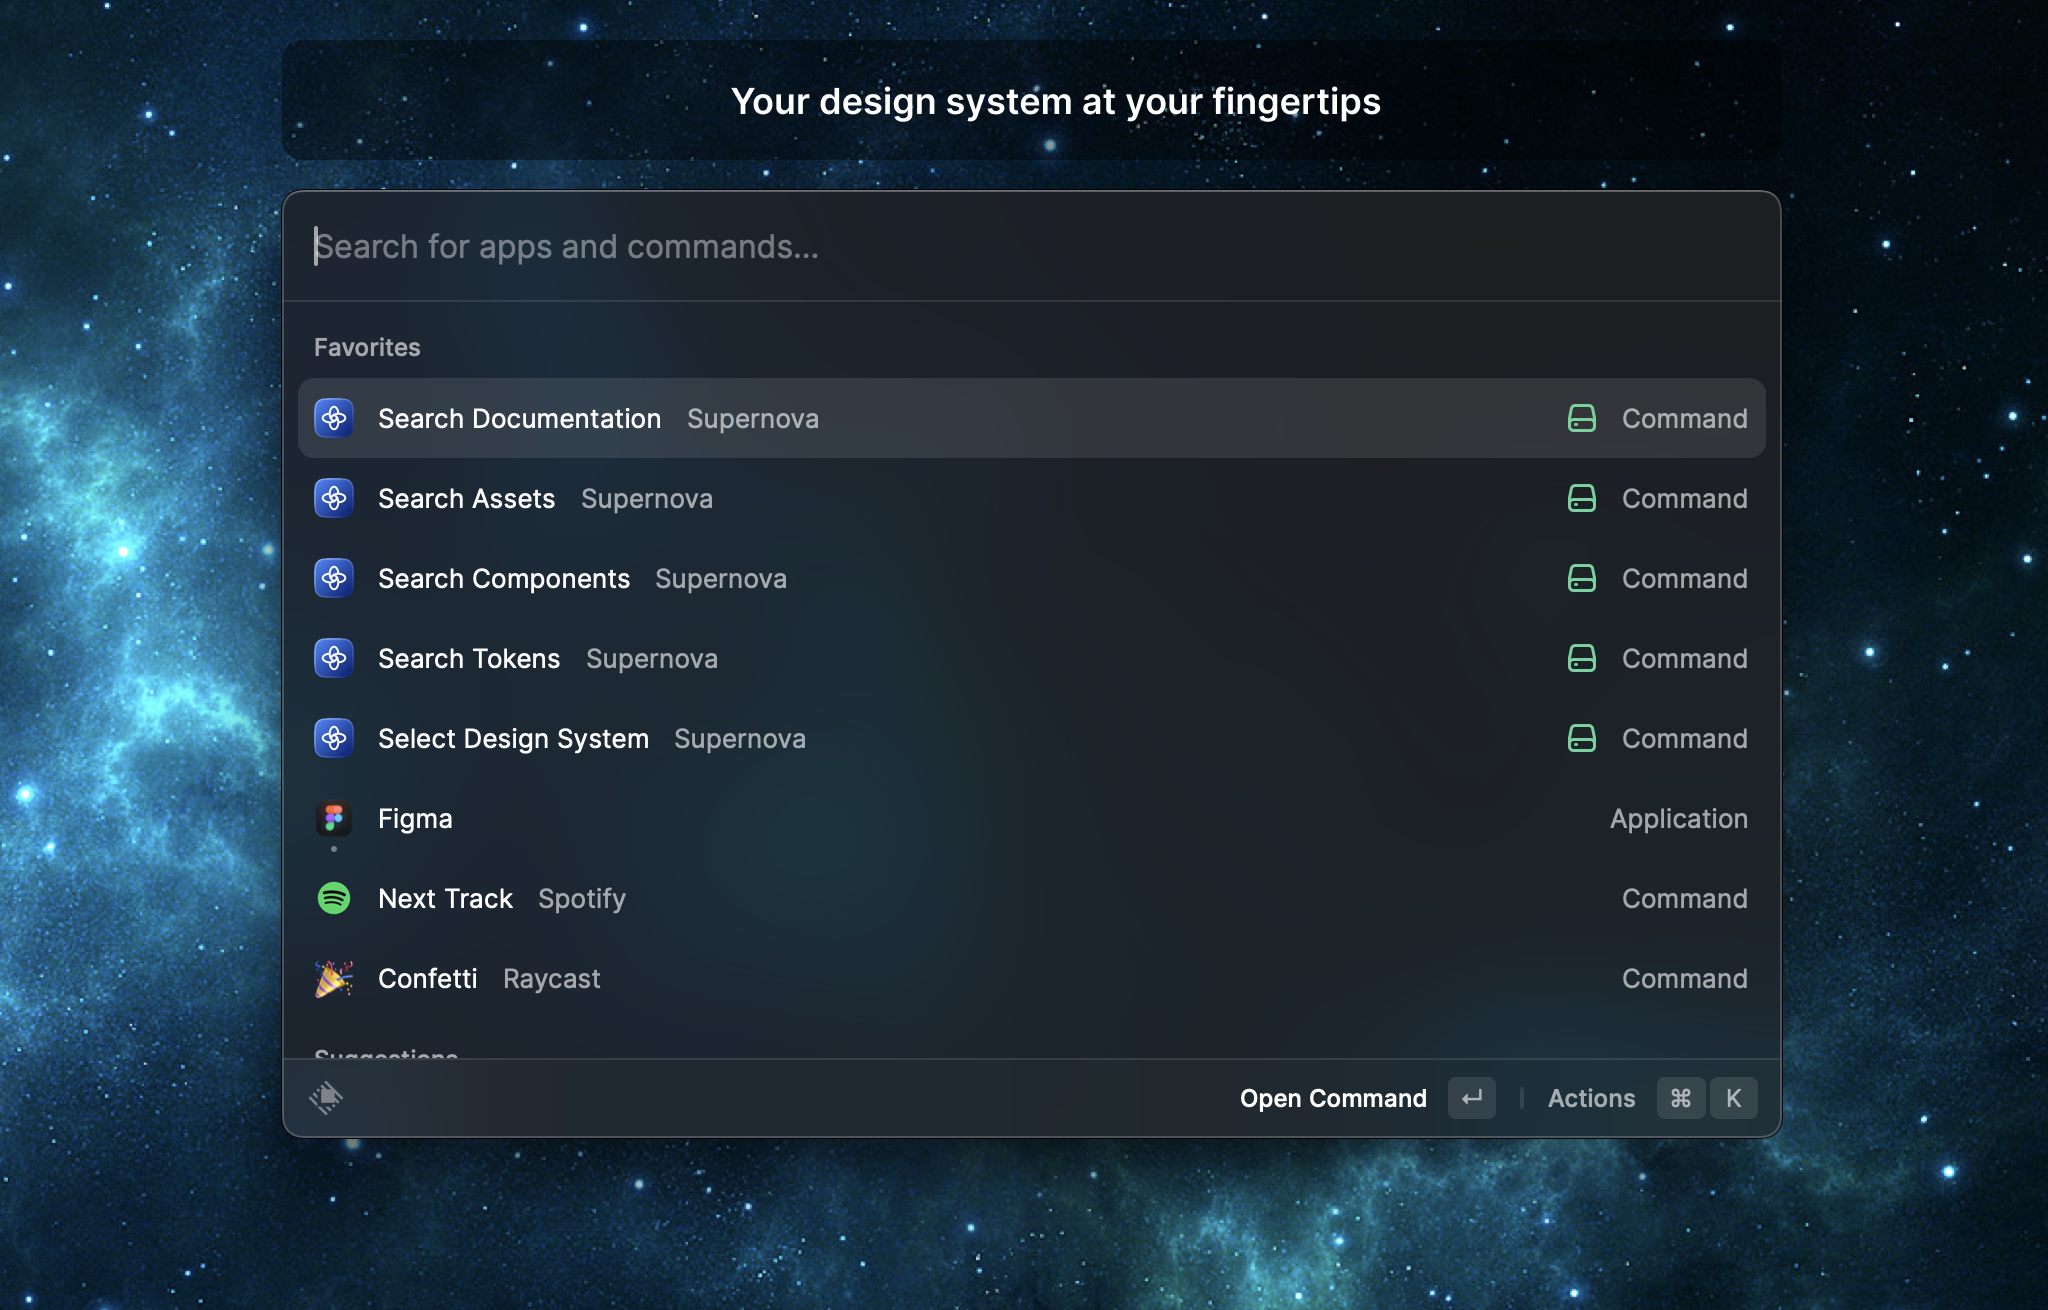 Your design system at your fingertips
Search for apps and commands...
Favorites
Search Documentation Supernova Command
Search Assets Supernova Command
Search Components Supernova Command
Search Tokens Supernova Command
Select Design System Supernova Command
Figma Application
Next Track Spotify Command
Confetti Raycast Command
Suggestions
Open Command ↵ Actions ⌘ K